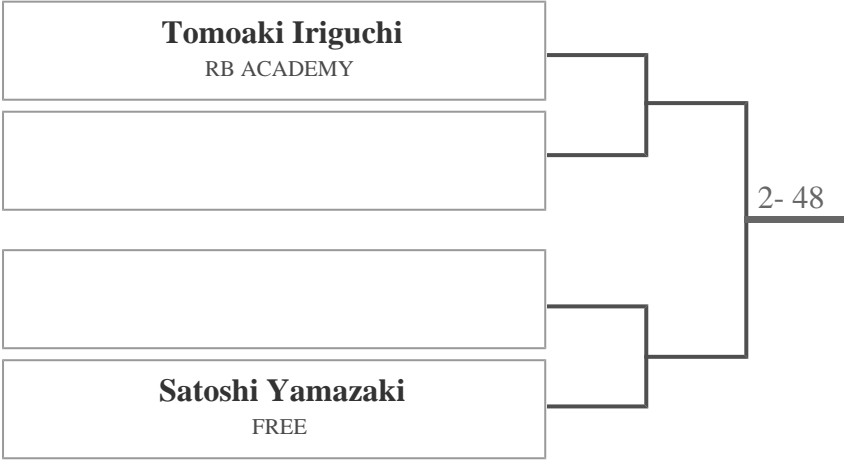 Tomoaki Iriguchi
RB ACADEMY
2- 48
Satoshi Yamazaki
FREE